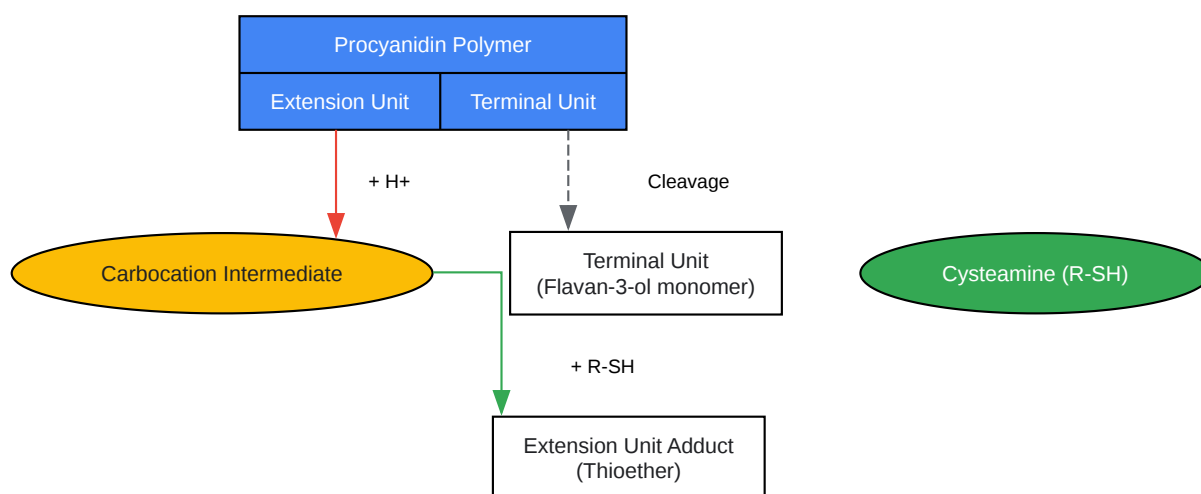 Procyanidin Polymer
Extension Unit
Terminal Unit
+ H+
Cleavage
Carbocation Intermediate
Terminal Unit
(Flavan-3-ol monomer)
Cysteamine (R-SH)
+ R-SH
Extension Unit Adduct
(Thioether)